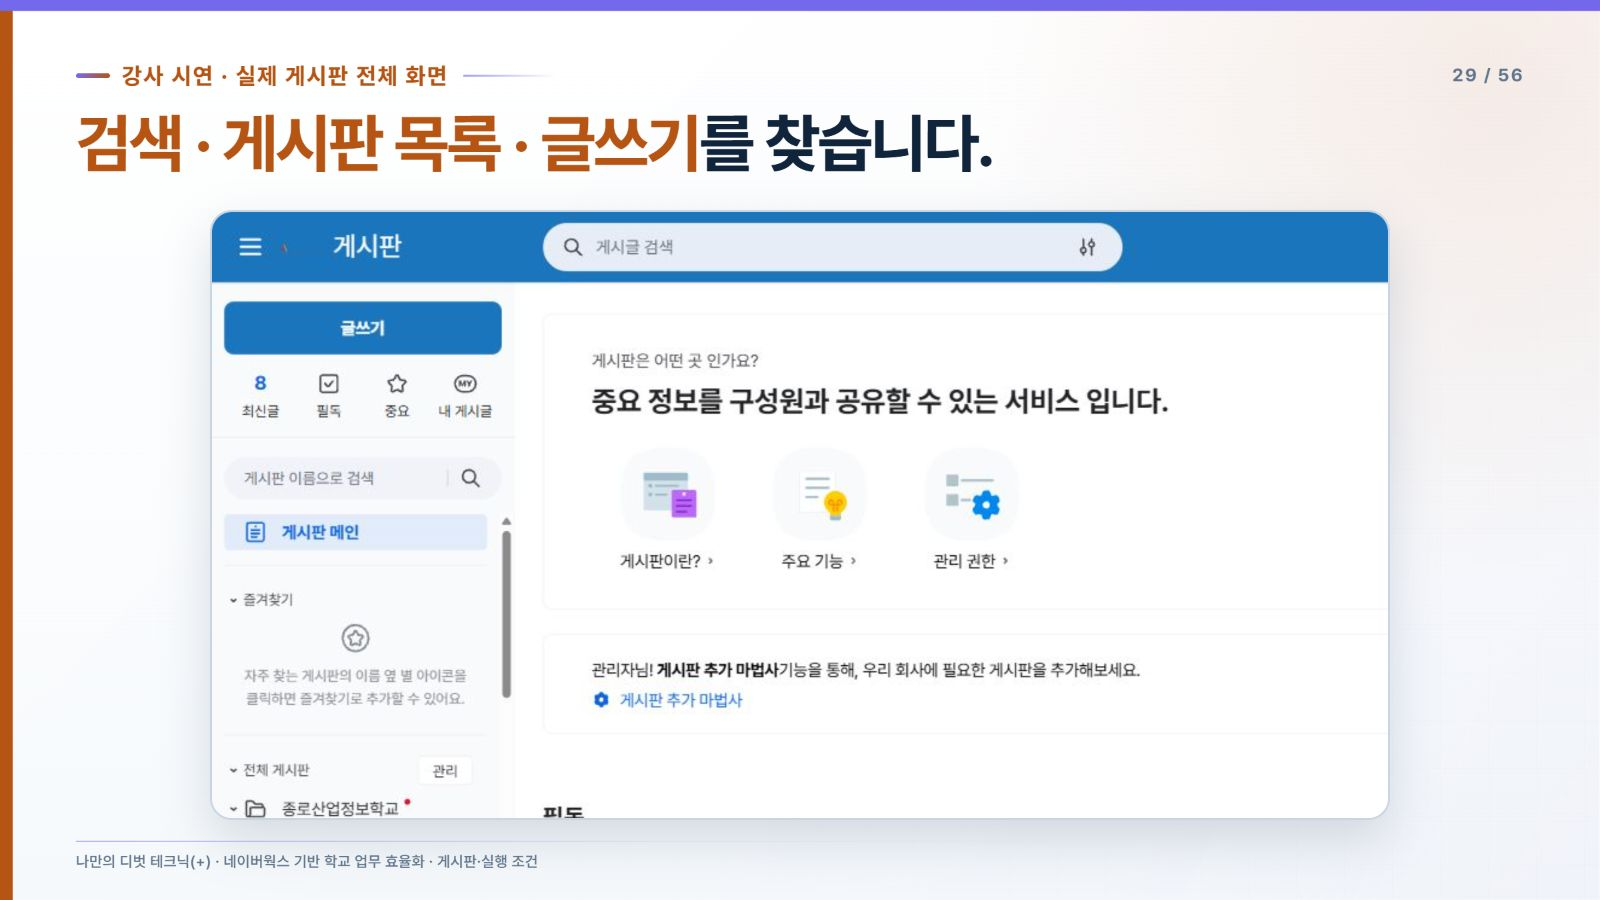 강사 시연 · 실제 게시판 전체 화면
29 / 56
검색 · 게시판 목록 · 글쓰기를 찾습니다.
게시판
게시글 검색
글쓰기
8
MY
최신글
필독
중요
내 게시글
게시판 이름으로 검색
게시판 메인
즐겨찾기
자주 찾는 게시판의 이름 옆 별 아이콘을
클릭하면 즐겨찾기로 추가할 수 있어요.
전체 게시판
관리
종로산업정보학교
게시판은 어떤 곳 인가요?
중요 정보를 구성원과 공유할 수 있는 서비스 입니다.
게시판이란? ›
주요 기능 ›
관리 권한 ›
관리자님! 게시판 추가 마법사기능을 통해, 우리 회사에 필요한 게시판을 추가해보세요.
게시판 추가 마법사
필독
나만의 디벗 테크닉(+) · 네이버웍스 기반 학교 업무 효율화 · 게시판·실행 조건